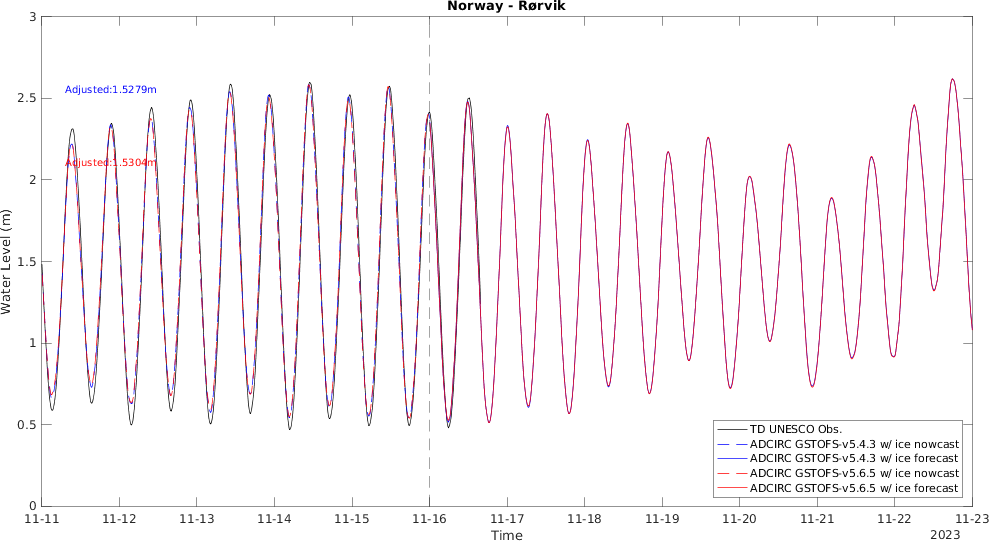 Norway - Rørvik
3
2.5
2
1.5
1
0.5
0
Water Level (m)
Adjusted:1.5279m
Adjusted:1.5304m
TD UNESCO Obs.
ADCIRC GSTOFS-v5.4.3 w/ ice nowcast
ADCIRC GSTOFS-v5.4.3 w/ ice forecast
ADCIRC GSTOFS-v5.6.5 w/ ice nowcast
ADCIRC GSTOFS-v5.6.5 w/ ice forecast
11-11 11-12 11-13 11-14 11-15 11-16 11-17 11-18 11-19 11-20 11-21 11-22 11-23
Time
2023